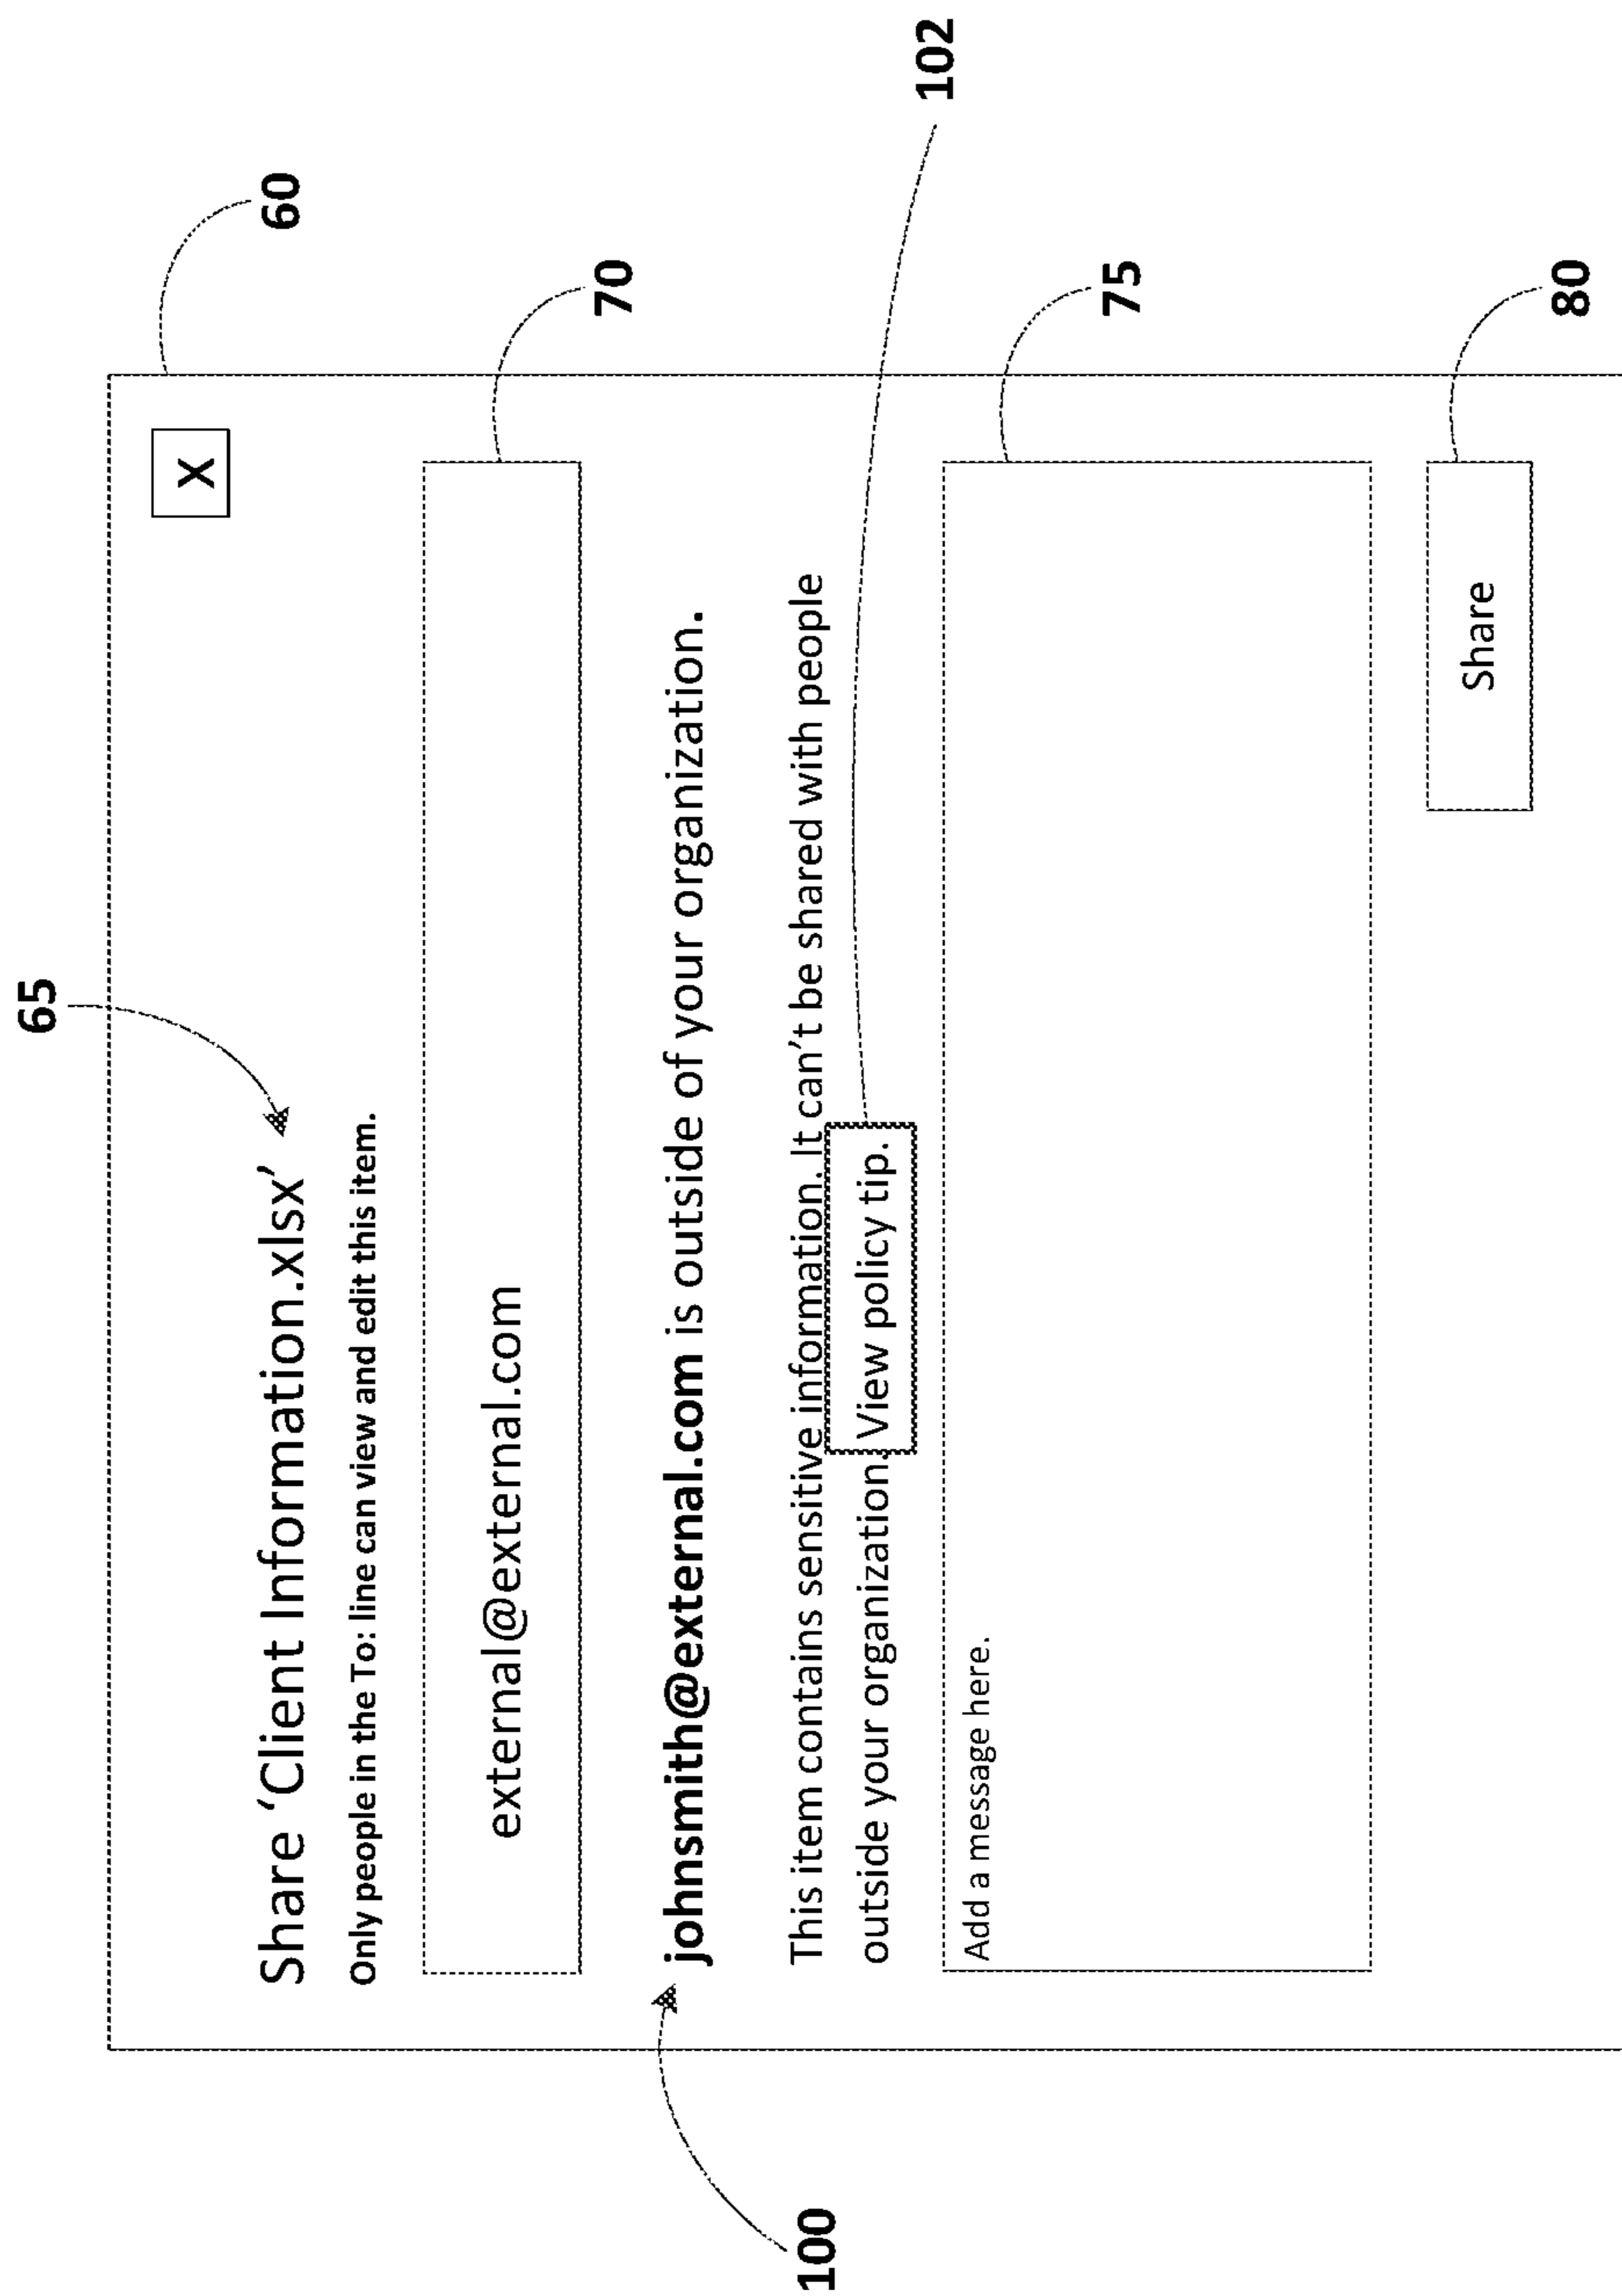 65
60
X
Share ‘Client Information.xlsx’
Only people in the To: line can view and edit this item.
70
external@external.com
johnsmith@external.com is outside of your organization.
100
This item contains sensitive information. It can’t be shared with people
outside your organization. View policy tip.
102
75
Add a message here.
80
Share